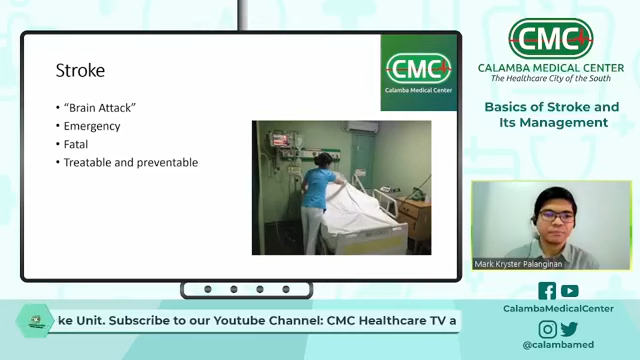 Stroke
• "Brain Attack"
• Emergency
• Fatal
• Treatable and preventable
CMC
Calamba Medical Center
CMC
CALAMBA MEDICAL CENTER
The Healthcare City of the South
Basics of Stroke and
Its Management
Mark Kryster Palanginan
CalambaMedicalCenter
@calambamed
ke Unit. Subscribe to our Youtube Channel: CMC Healthcare TV a